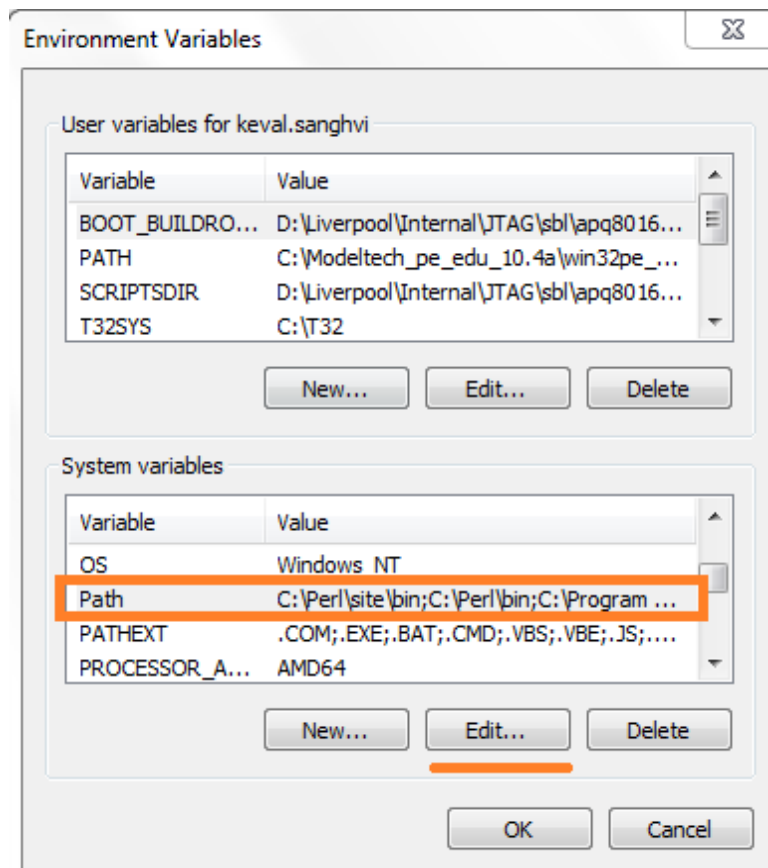 Environment Variables
User variables for keval.sanghvi
Variable Value
BOOT_BUILDRO... D:\Liverpool\Internal\JTAG\sbl\apq8016...
PATH C:\Modeltech_pe_edu_10.4a\win32pe_...
SCRIPTSDIR D:\Liverpool\Internal\JTAG\sbl\apq8016...
T32SYS C:\T32
New... Edit... Delete
System variables
Variable Value
OS Windows_NT
Path C:\Perl\site\bin;C:\Perl\bin;C:\Program ...
PATHEXT .COM;.EXE;.BAT;.CMD;.VBS;.VBE;.JS;....
PROCESSOR_A... AMD64
New... Edit... Delete
OK Cancel